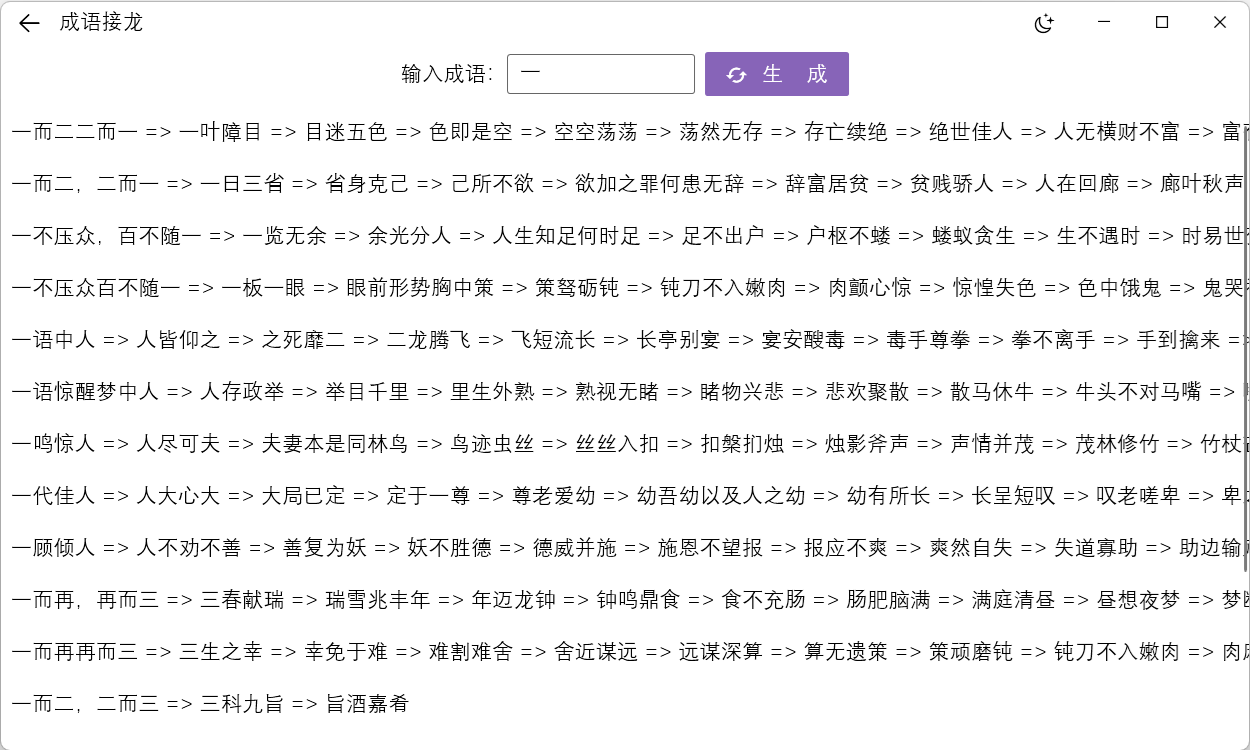 成语接龙
输入成语: 一 生 成
一而二二而一 => 一叶障目 => 目迷五色 => 色即是空 => 空空荡荡 => 荡然无存 => 存亡续绝 => 绝世佳人 => 人无横财不富 => 富
一而二，二而一 => 一日三省 => 省身克己 => 己所不欲 => 欲加之罪何患无辞 => 辞富居贫 => 贫贱骄人 => 人在回廊 => 廊叶秋声
一不压众，百不随一 => 一览无余 => 余光分人 => 人生知足何时足 => 足不出户 => 户枢不蝼 => 蝼蚁贪生 => 生不遇时 => 时易世
一不压众百不随一 => 一板一眼 => 眼前形势胸中策 => 策驽砺钝 => 钝刀不入嫩肉 => 肉颤心惊 => 惊惶失色 => 色中饿鬼 => 鬼哭
一语中人 => 人皆仰之 => 之死靡二 => 二龙腾飞 => 飞短流长 => 长亭别宴 => 宴安醙毒 => 毒手尊拳 => 拳不离手 => 手到擒来 =>
一语惊醒梦中人 => 人存政举 => 举目千里 => 里生外熟 => 熟视无睹 => 睹物兴悲 => 悲欢聚散 => 散马休牛 => 牛头不对马嘴 =>
一鸣惊人 => 人尽可夫 => 夫妻本是同林鸟 => 鸟迹虫丝 => 丝丝入扣 => 扣槃扪烛 => 烛影斧声 => 声情并茂 => 茂林修竹 => 竹杖
一代佳人 => 人大心大 => 大局已定 => 定于一尊 => 尊老爱幼 => 幼吾幼以及人之幼 => 幼有所长 => 长呈短叹 => 叹老嗟卑 => 卑
一顾倾人 => 人不劝不善 => 善复为妖 => 妖不胜德 => 德威并施 => 施恩不望报 => 报应不爽 => 爽然自失 => 失道寡助 => 助边输
一而再，再而三 => 三春献瑞 => 瑞雪兆丰年 => 年迈龙钟 => 钟鸣鼎食 => 食不充肠 => 肠肥脑满 => 满庭清昼 => 昼想夜梦 => 梦
一而再再而三 => 三生之幸 => 幸免于难 => 难割难舍 => 舍近谋远 => 远谋深算 => 算无遗策 => 策顽磨钝 => 钝刀不入嫩肉 => 肉
一而二，二而三 => 三科九旨 => 旨酒嘉肴